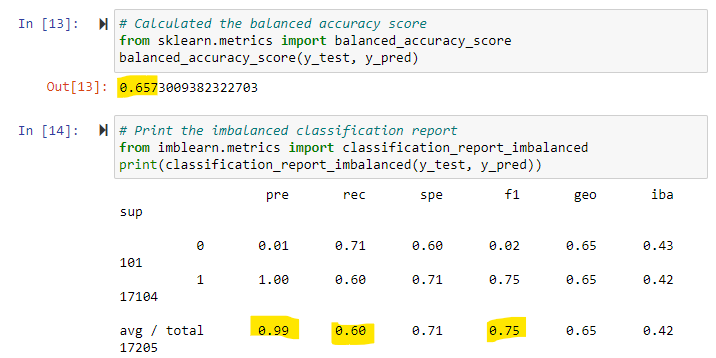 In [13]: # Calculated the balanced accuracy score
from sklearn.metrics import balanced_accuracy_score
balanced_accuracy_score(y_test, y_pred)
Out[13]: 0.6573009382322703
In [14]: # Print the imbalanced classification report
from imblearn.metrics import classification_report_imbalanced
print(classification_report_imbalanced(y_test, y_pred))
pre rec spe f1 geo iba
sup
0 0.01 0.71 0.60 0.02 0.65 0.43
101
1 1.00 0.60 0.71 0.75 0.65 0.42
17104
avg / total 0.99 0.60 0.71 0.75 0.65 0.42
17205